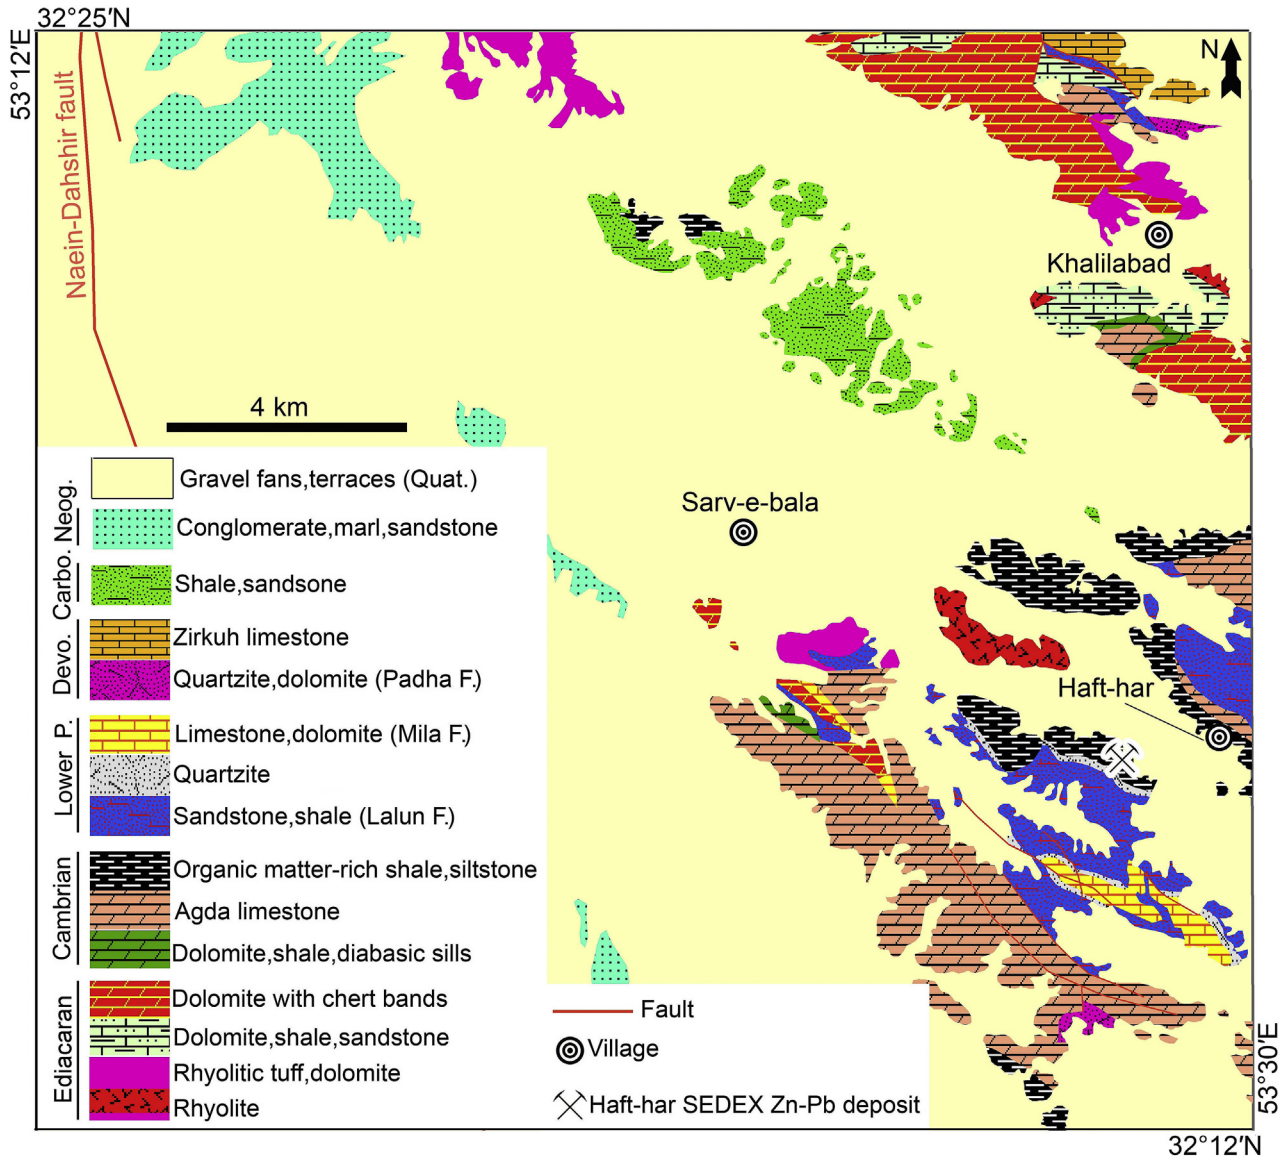 32°25'N
53°12'E
N
Naein-Dahshir fault
Khalilabad
4 km
Sarv-e-bala
Haft-har
Neog.
Gravel fans,terraces (Quat.)
Conglomerate,marl,sandstone
Carbo.
Shale,sandsone
Devo.
Zirkuh limestone
Quartzite,dolomite (Padha F.)
Lower P.
Limestone,dolomite (Mila F.)
Quartzite
Sandstone,shale (Lalun F.)
Cambrian
Organic matter-rich shale,siltstone
Agda limestone
Dolomite,shale,diabasic sills
Ediacaran
Dolomite with chert bands
Dolomite,shale,sandstone
Rhyolitic tuff,dolomite
Rhyolite
Fault
Village
Haft-har SEDEX Zn-Pb deposit
53°30'E
32°12'N